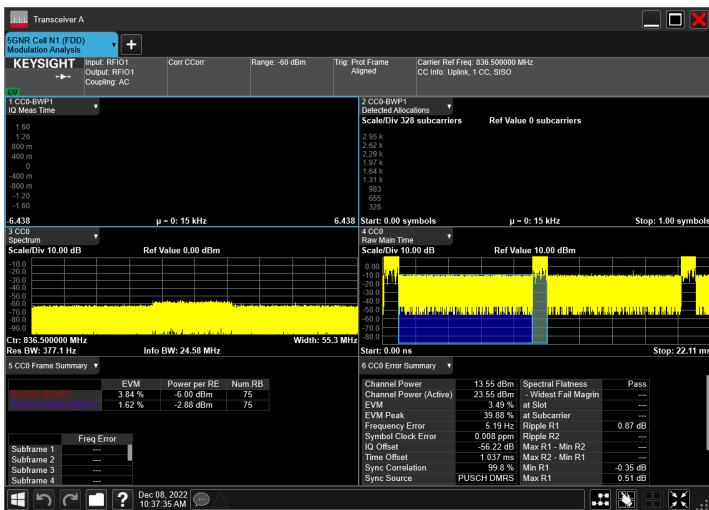 Transceiver A
5GNR Cell N1 (FDD)
Modulation Analysis
KEYSIGHT
Input: RFIO1
Output: RFIO1
Coupling: AC
Corr CCorr
Range: -60 dBm
Trig: Prot Frame
Aligned
Carrier Ref Freq: 836.500000 MHz
CC Info: Uplink, 1 CC, SISO
LXI
1 CC0-BWP1
IQ Meas Time
1.60
1.20
800 m
400 m
0
-400 m
-800 m
-1.20
-1.60
-6.438
µ – 0: 15 kHz
6.438
2 CC0-BWP1
Detected Allocations
Scale/Div 328 subcarriers
Ref Value 0 subcarriers
2.95 k
2.62 k
2.29 k
1.97 k
1.64 k
1.31 k
983
655
328
Start: 0.00 symbols
µ – 0: 15 kHz
Stop: 1.00 symbols
3 CC0
Spectrum
Scale/Div 10.00 dB
Ref Value 0.00 dBm
-10.0
-20.0
-30.0
-40.0
-50.0
-60.0
-70.0
-80.0
-90.0
Ctr: 836.500000 MHz
Width: 55.3 MHz
Res BW: 377.1 Hz
Info BW: 24.58 MHz
4 CC0
Raw Main Time
Scale/Div 10.00 dB
Ref Value 10.00 dBm
0.00
-10.0
-20.0
-30.0
-40.0
-50.0
-60.0
-70.0
-80.0
Start: 0.00 ns
Stop: 22.11 ms
5 CC0 Frame Summary
EVM Power per RE Num.RB
PUSCH (BWP1) 3.84 % -6.00 dBm 75
1.62 % -2.88 dBm 75
Freq Error
Subframe 1 ---
Subframe 2 ---
Subframe 3 ---
Subframe 4 ---
6 CC0 Error Summary
Channel Power 13.55 dBm Spectral Flatness Pass
Channel Power (Active) 23.55 dBm - Widest Fail Magrin ---
EVM 3.49 % at Slot ---
EVM Peak 39.88 % at Subcarrier ---
Frequency Error 5.19 Hz Ripple R1 0.87 dB
Symbol Clock Error 0.008 ppm Ripple R2 ---
IQ Offset -56.22 dB Max R1 - Min R2 ---
Time Offset 1.037 ms Max R2 - Min R1 ---
Sync Correlation 99.8 % Min R1 -0.35 dB
Sync Source PUSCH DMRS Max R1 0.51 dB
?
Dec 08, 2022
10:37:35 AM